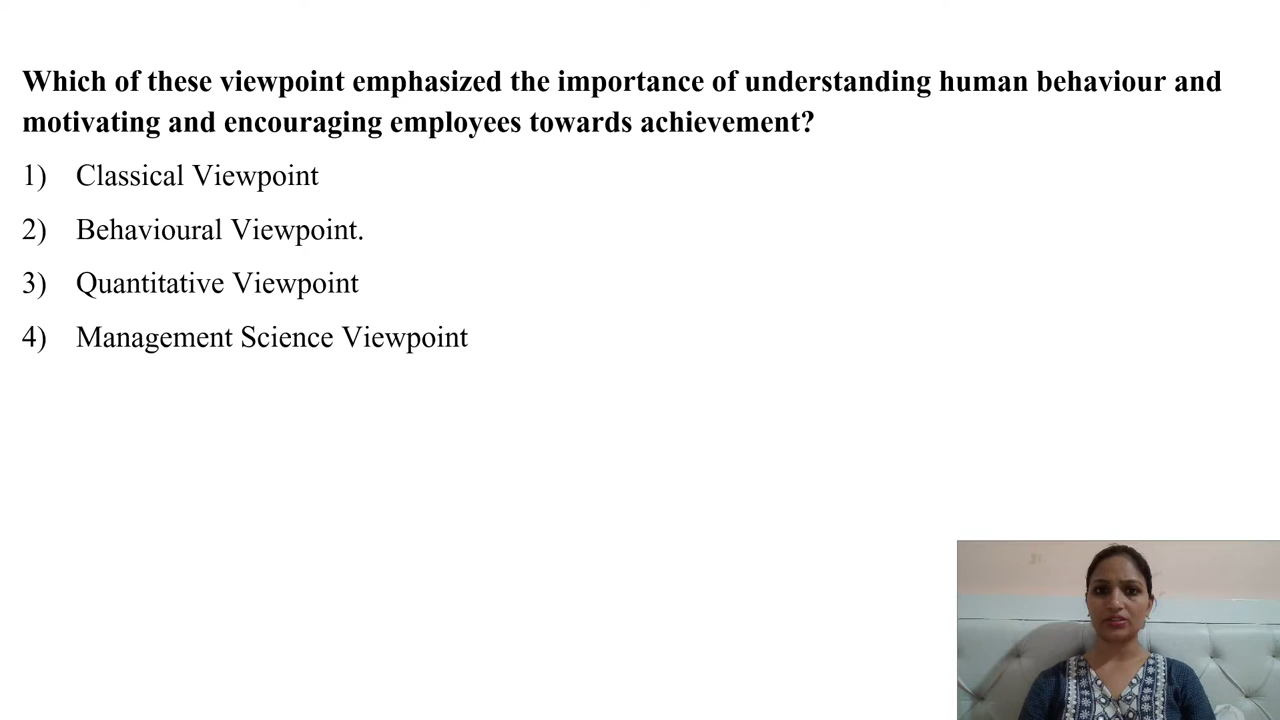 Which of these viewpoint emphasized the importance of understanding human behaviour and
motivating and encouraging employees towards achievement?
1) Classical Viewpoint
2) Behavioural Viewpoint.
3) Quantitative Viewpoint
4) Management Science Viewpoint